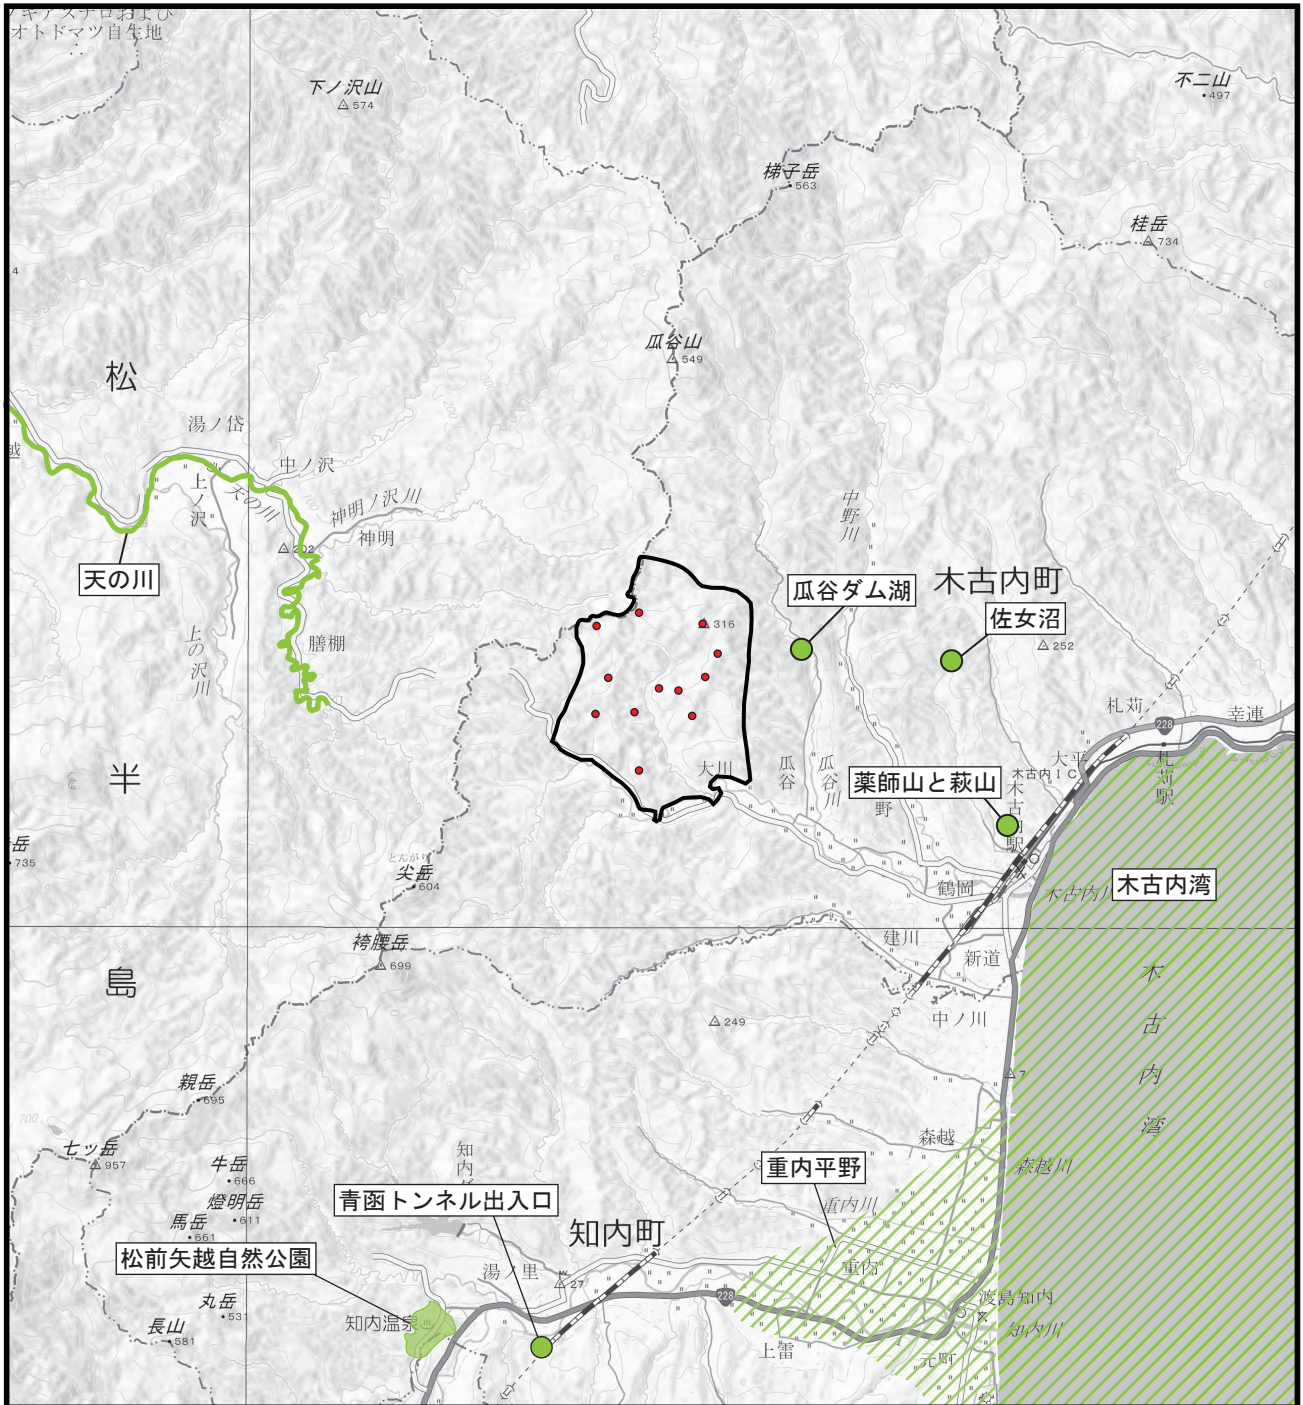 オトドマツ自生地
下ノ沢山
574
不二山
497
梯子岳
563
桂岳
734
4
瓜谷山
549
松
湯ノ岱
中ノ沢
上ノ沢
天の川
神明ノ沢川
神明
202
天の川
中野川
木古内町
瓜谷ダム湖
佐女沼
316
252
膳棚
上の沢川
札苅
228
幸連
半
大川
瓜谷
瓜谷川
大平
木古内IC
札苅駅
薬師山と萩山
野
岳
735
とんがり
尖岳
604
鶴岡
木古内湾
袴腰岳
699
建川
新道
島
中ノ川
249
木古内湾
7
親岳
695
700
七ッ岳
957
牛岳
666
燈明岳
611
馬岳
661
知内
森越
森越川
重内平野
青函トンネル出入口
重内川
知内町
松前矢越自然公園
湯ノ里
27
重内
228
丸岳
531
長山
581
知内温泉
渡島知内
知内川
上雷
元町